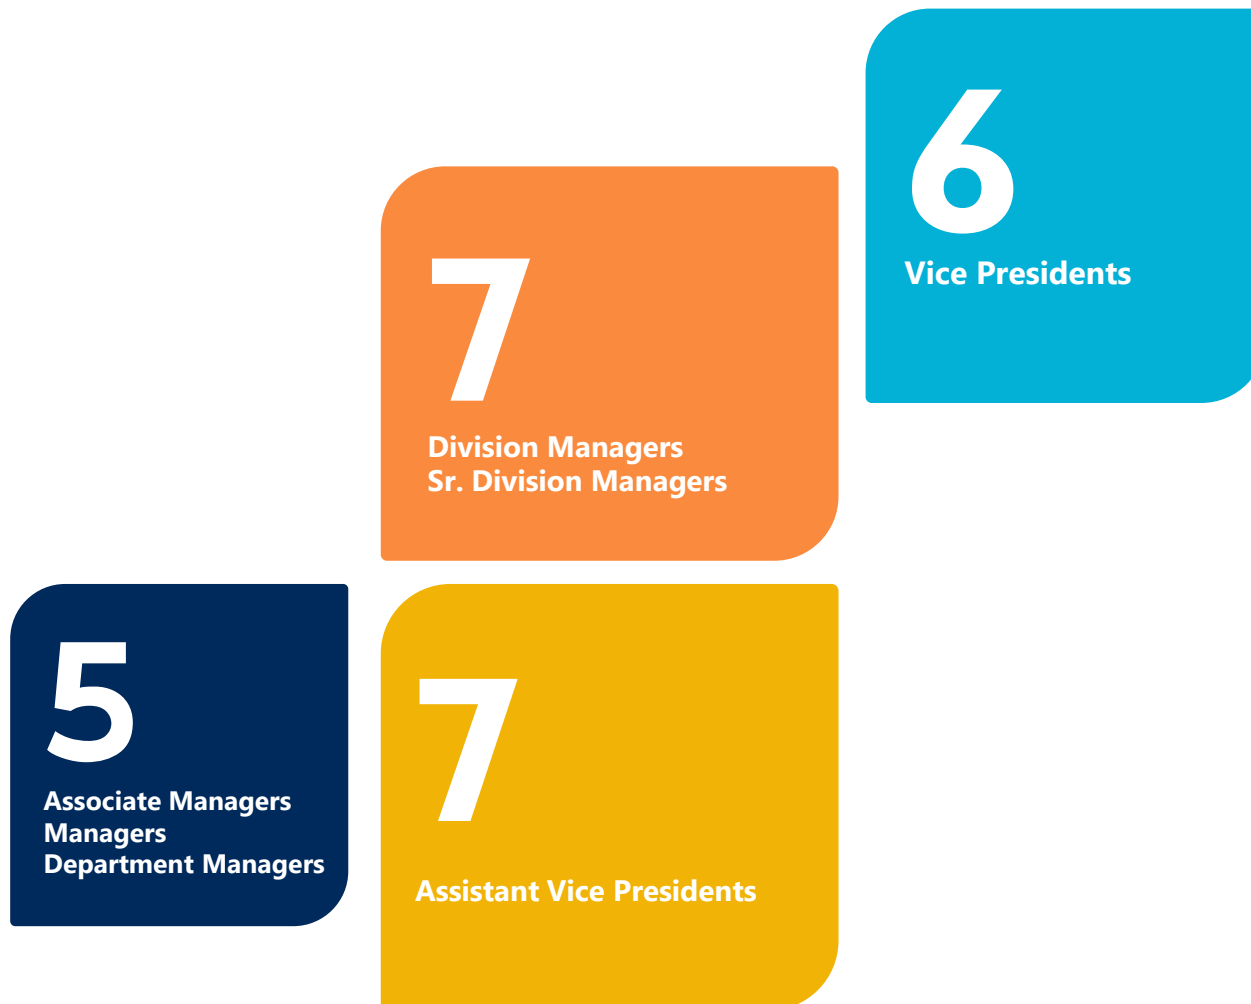 6
Vice Presidents
7
Division Managers
Sr. Division Managers
5
Associate Managers
Managers
Department Managers
7
Assistant Vice Presidents